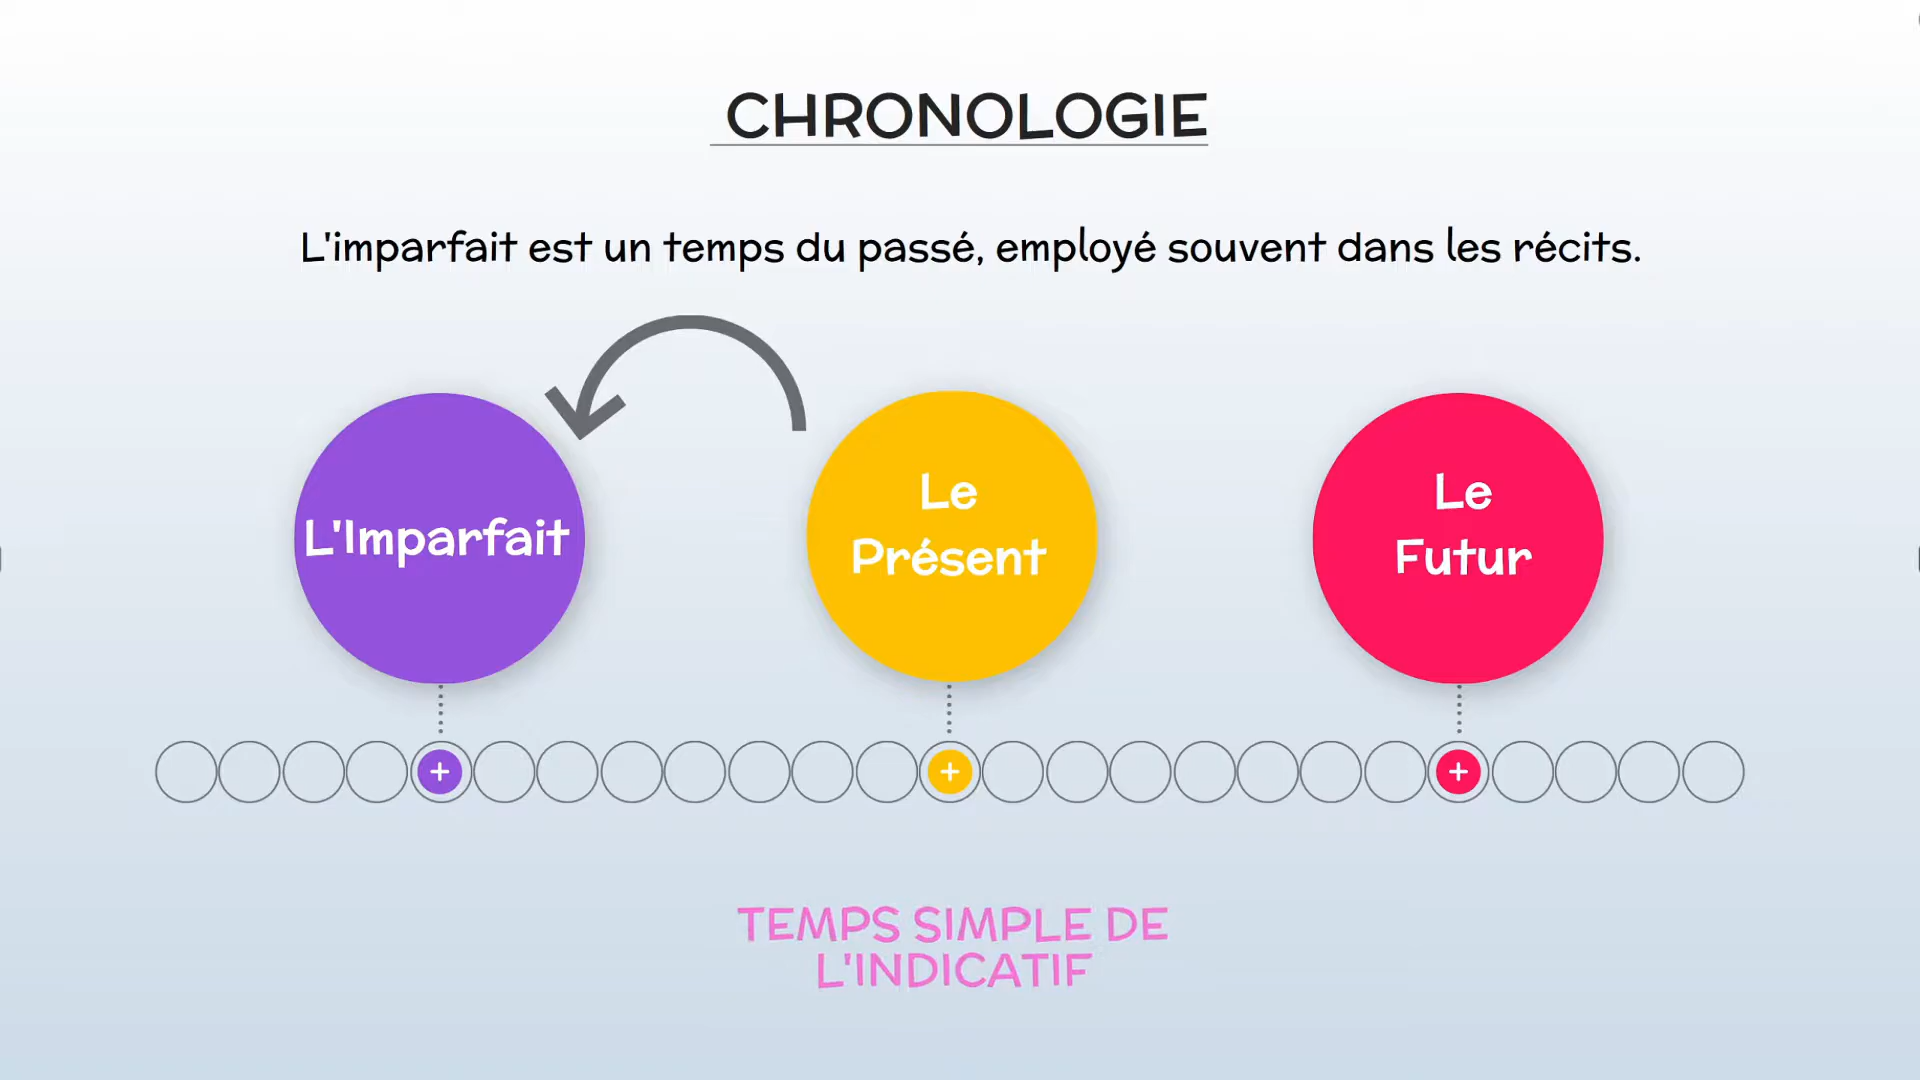 CHRONOLOGIE
L'imparfait est un temps du passé, employé souvent dans les récits.
L'Imparfait
Le
Présent
Le
Futur
+
+
+
TEMPS SIMPLE DE
L'INDICATIF